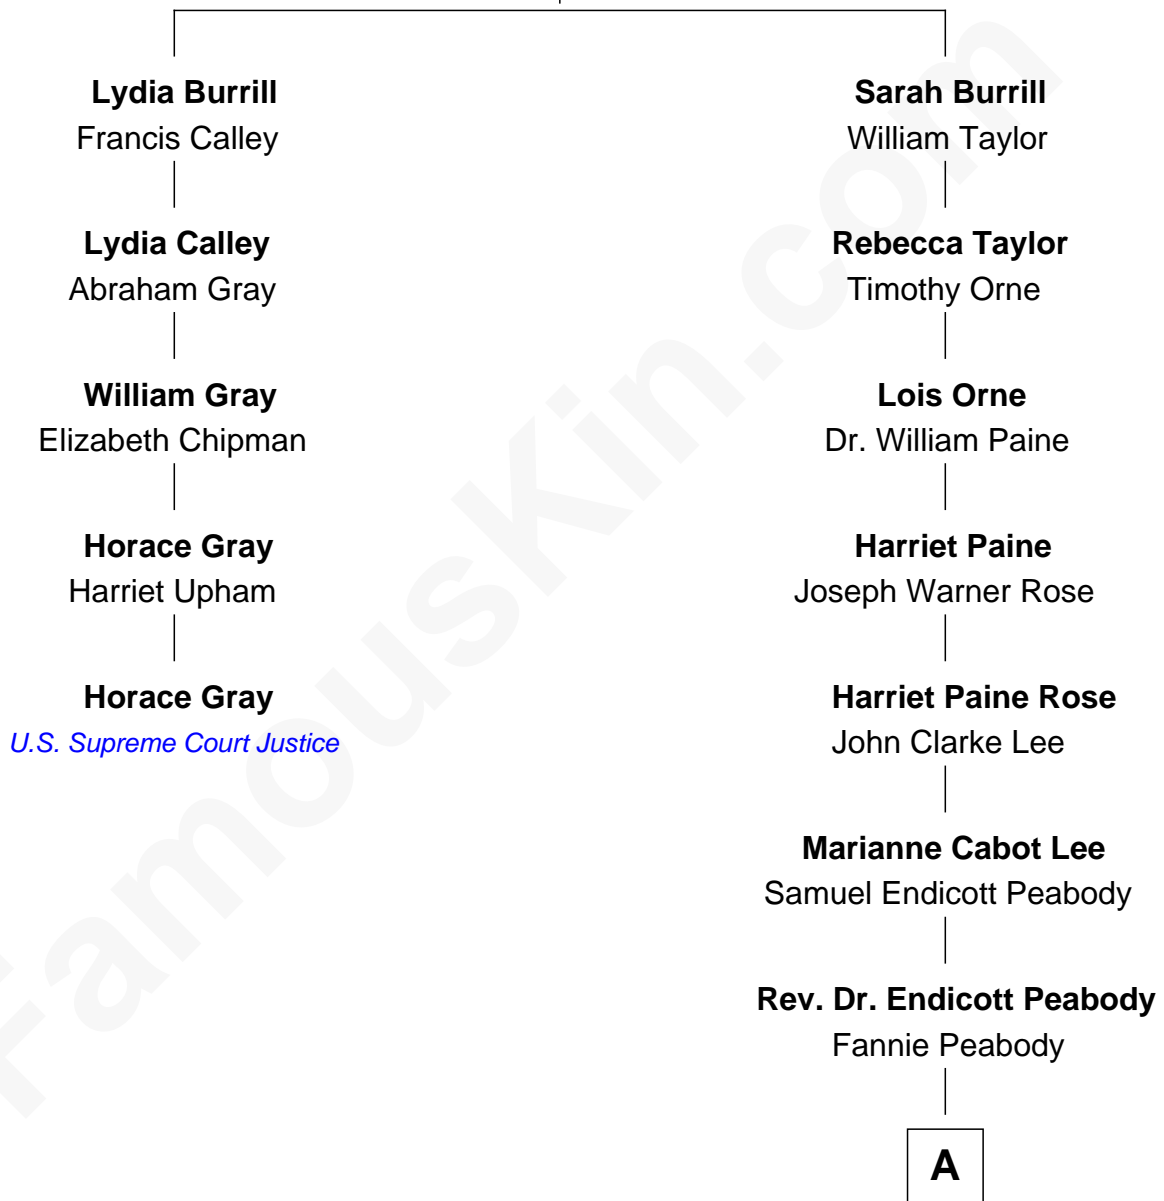 Lydia Burrill
Francis Calley
Lydia Calley
Abraham Gray
William Gray
Elizabeth Chipman
Horace Gray
Harriet Upham
Horace Gray
U.S. Supreme Court Justice
Sarah Burrill
William Taylor
Rebecca Taylor
Timothy Orne
Lois Orne
Dr. William Paine
Harriet Paine
Joseph Warner Rose
Harriet Paine Rose
John Clarke Lee
Marianne Cabot Lee
Samuel Endicott Peabody
Rev. Dr. Endicott Peabody
Fannie Peabody
A
FamousKin.com